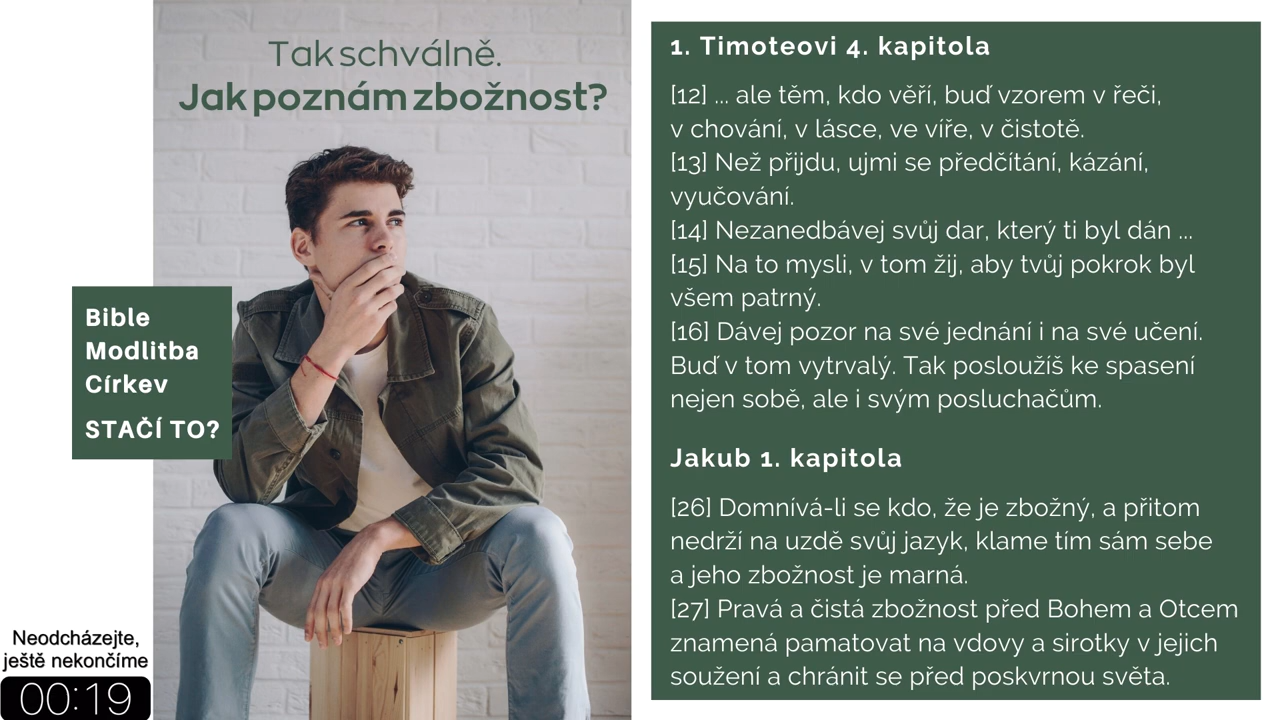 Tak schválně.
Jak poznám zbožnost?
Bible
Modlitba
Církev
STAČÍ TO?
Neodcházejte,
ještě nekončíme
00:19
1. Timoteovi 4. kapitola
[12] ... ale těm, kdo věří, buď vzorem v řeči,
v chování, v lásce, ve víře, v čistotě.
[13] Než přijdu, ujmi se předčítání, kázání,
vyučování.
[14] Nezanedbávej svůj dar, který ti byl dán ...
[15] Na to mysli, v tom žij, aby tvůj pokrok byl
všem patrný.
[16] Dávej pozor na své jednání i na své učení.
Buď v tom vytrvalý. Tak posloužíš ke spasení
nejen sobě, ale i svým posluchačům.
Jakub 1. kapitola
[26] Domnívá-li se kdo, že je zbožný, a přitom
nedrží na uzdě svůj jazyk, klame tím sám sebe
a jeho zbožnost je marná.
[27] Pravá a čistá zbožnost před Bohem a Otcem
znamená pamatovat na vdovy a sirotky v jejich
soužení a chránit se před poskvrnou světa.